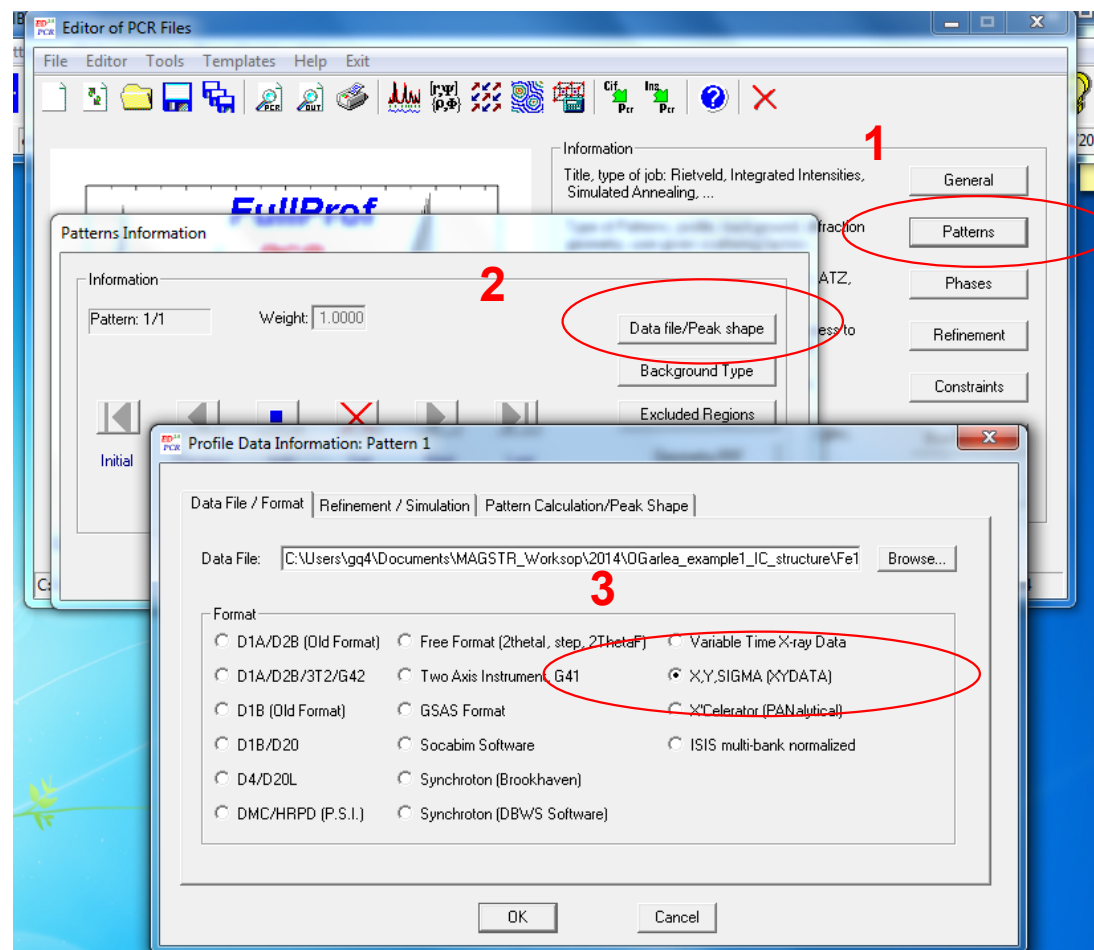 Editor of PCR Files
File Editor Tools Templates Help Exit
1
Information
Title, type of job: Rietveld, Integrated Intensities,
Simulated Annealing, ...
General
FullProf
Patterns Information
fraction
Patterns
2
Information
ATZ,
Phases
Pattern: 1/1
Weight: 1.0000
Data file/Peak shape
ess to
Refinement
Background Type
Constraints
Excluded Regions
Profile Data Information: Pattern 1
Initial
Data File / Format
Refinement / Simulation
Pattern Calculation/Peak Shape
Data File: C:\Users\gq4\Documents\MAGSTR_Worksop\2014\OGarlea_example1_IC_structure\Fe1
Browse...
3
Format
D1A/D2B (Old Format)
Free Format (2thetaI, step, 2ThetaF)
Variable Time X-ray Data
D1A/D2B/3T2/G42
Two Axis Instrument, G41
X,Y,SIGMA (XYDATA)
D1B (Old Format)
GSAS Format
X'Celerator (PANalytical)
D1B/D20
Socabim Software
ISIS multi-bank normalized
D4/D20L
Synchroton (Brookhaven)
DMC/HRPD (P.S.I.)
Synchroton (DBWS Software)
OK
Cancel